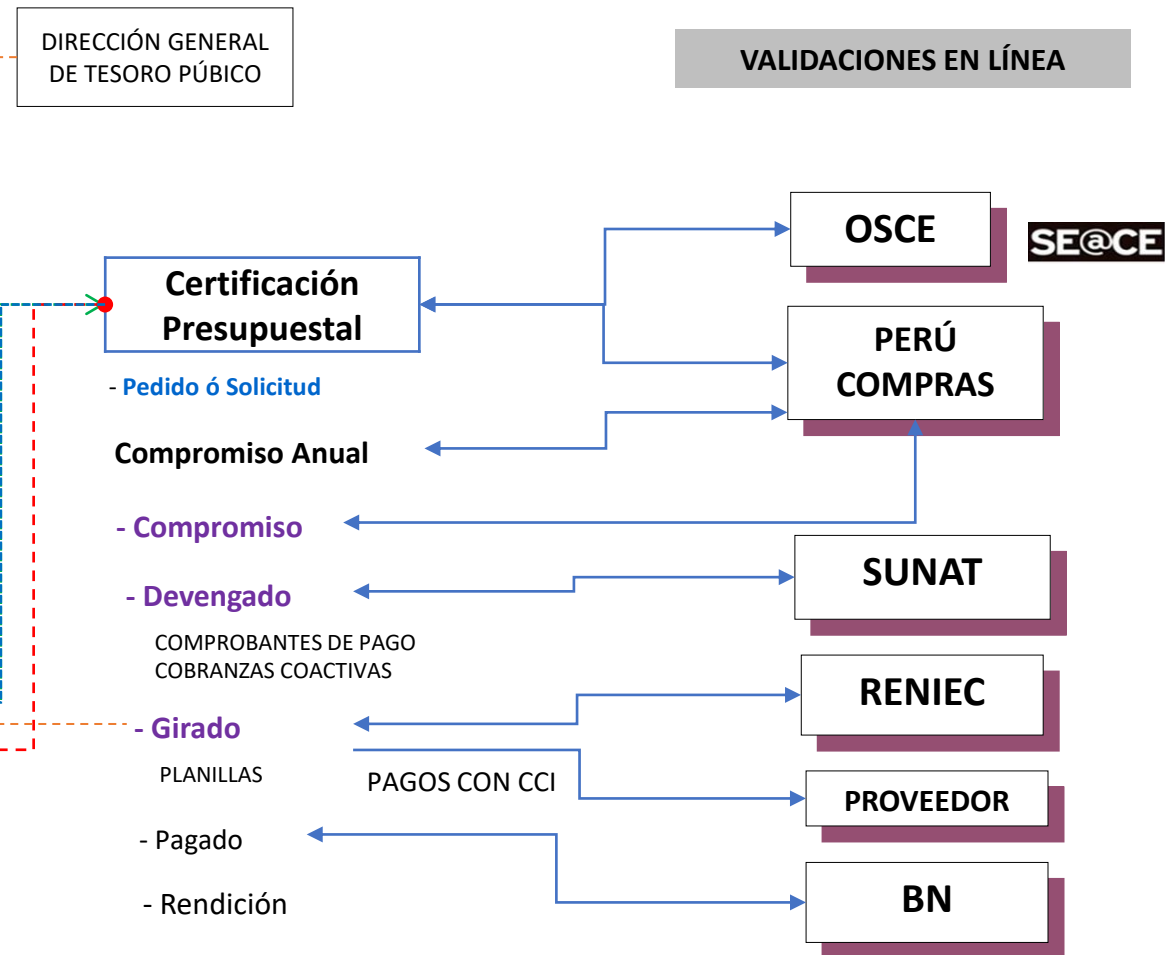 DIRECCIÓN GENERAL
DE TESORO PÚBICO
VALIDACIONES EN LÍNEA
OSCE
SE@CE
Certificación
Presupuestal
PERÚ
COMPRAS
- Pedido ó Solicitud
Compromiso Anual
- Compromiso
SUNAT
- Devengado
COMPROBANTES DE PAGO
COBRANZAS COACTIVAS
RENIEC
- Girado
PLANILLAS
PAGOS CON CCI
PROVEEDOR
- Pagado
BN
- Rendición